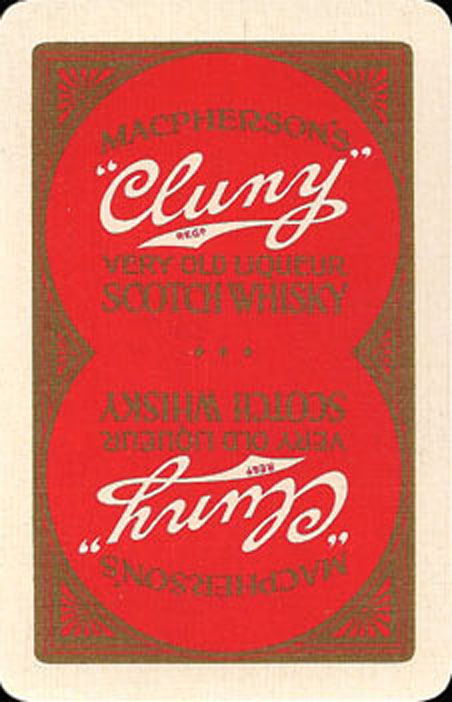 MACPHERSON'S
"Cluny"
REGD
VERY OLD LIQUEUR
SCOTCH WHISKY
SCOTCH WHISKY
VERY OLD LIQUEUR
REGD
"Cluny"
MACPHERSON'S